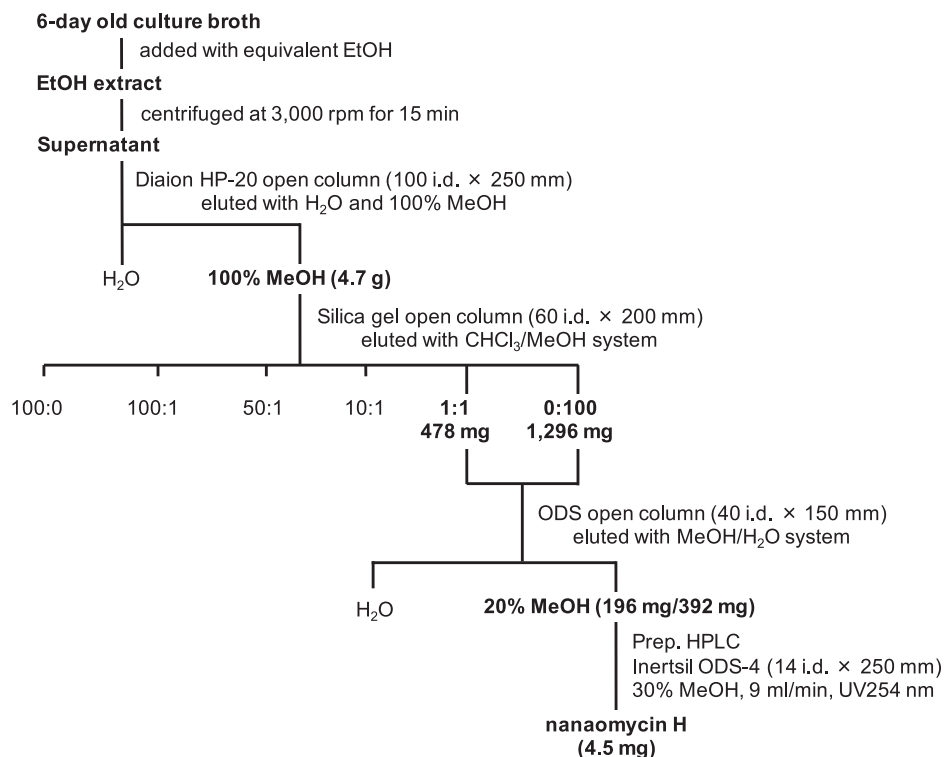 6-day old culture broth
added with equivalent EtOH
EtOH extract
centrifuged at 3,000 rpm for 15 min
Supernatant
Diaion HP-20 open column (100 i.d. × 250 mm)
eluted with H₂O and 100% MeOH
H₂O
100% MeOH (4.7 g)
Silica gel open column (60 i.d. × 200 mm)
eluted with CHCl₃/MeOH system
100:0 100:1 50:1 10:1 1:1 0:100
478 mg 1,296 mg
ODS open column (40 i.d. × 150 mm)
eluted with MeOH/H₂O system
H₂O
20% MeOH (196 mg/392 mg)
Prep. HPLC
Inertsil ODS-4 (14 i.d. × 250 mm)
30% MeOH, 9 ml/min, UV254 nm
nanaomycin H
(4.5 mg)